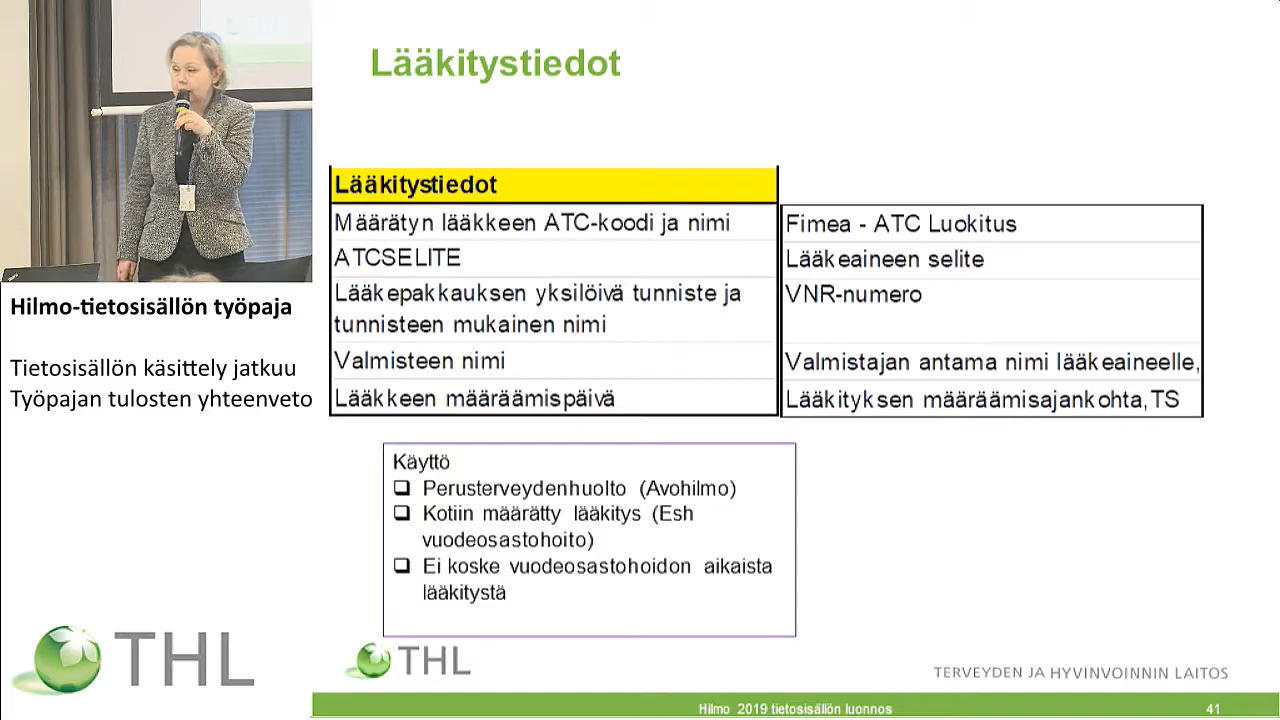 Lääkitystiedot
Lääkitystiedot
Määrätyn lääkkeen ATC-koodi ja nimi
Fimea - ATC Luokitus
ATCSELITE
Lääkeaineen selite
Lääkepakkauksen yksilöivä tunniste ja
tunnisteen mukainen nimi
VNR-numero
Valmisteen nimi
Valmistajan antama nimi lääkeaineelle,
Lääkkeen määräämispäivä
Lääkityksen määräämisajankohta,TS
Hilmo-tietosisällön työpaja
Tietosisällön käsittely jatkuu
Työpajan tulosten yhteenveto
Käyttö
Perusterveydenhuolto (Avohilmo)
Kotiin määrätty lääkitys (Esh
vuodeosastohoito)
Ei koske vuodeosastohoidon aikaista
lääkitystä
THL
THL
TERVEYDEN JA HYVINVOINNIN LAITOS
Hilmo 2019 tietosisällön luonnos
41